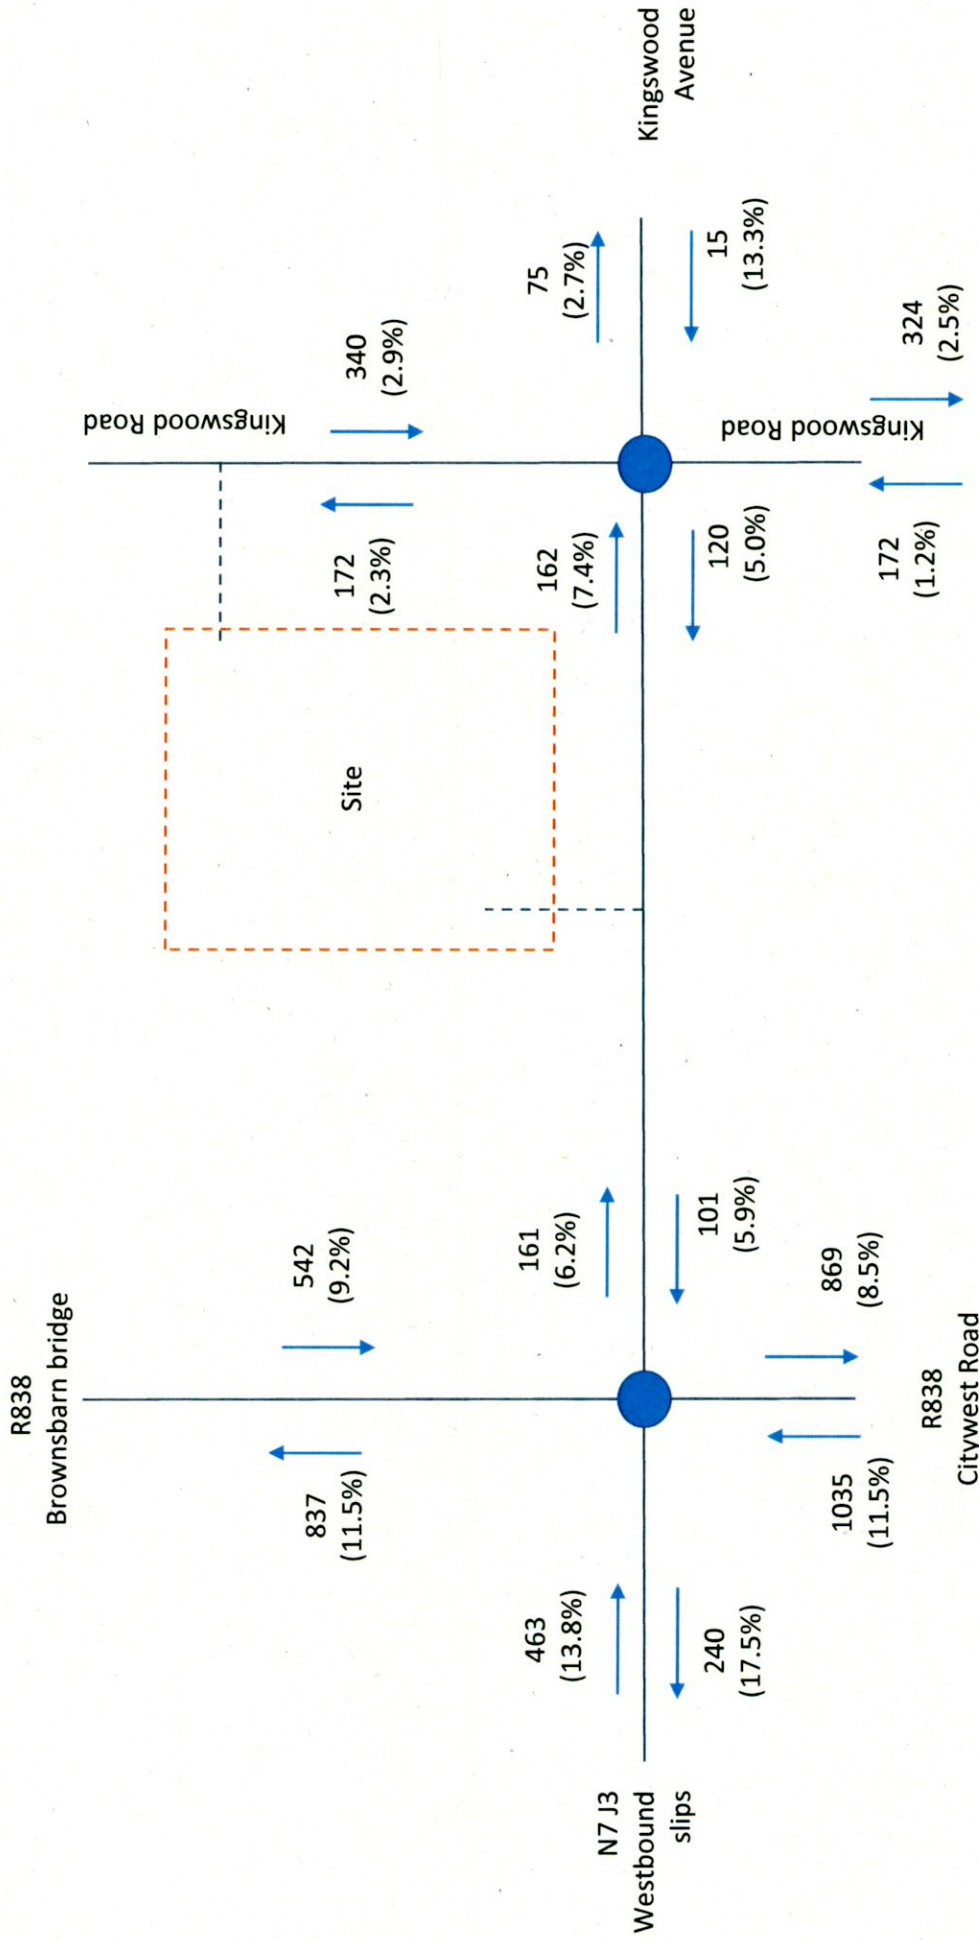 R838
Brownsbarn bridge
837
(11.5%)
542
(9.2%)
Site
172
(2.3%)
Kingswood Road
340
(2.9%)
N7 J3
Westbound
slips
463
(13.8%)
240
(17.5%)
161
(6.2%)
101
(5.9%)
162
(7.4%)
120
(5.0%)
75
(2.7%)
15
(13.3%)
Kingswood
Avenue
1035
(11.5%)
869
(8.5%)
R838
Citywest Road
172
(1.2%)
Kingswood Road
324
(2.5%)